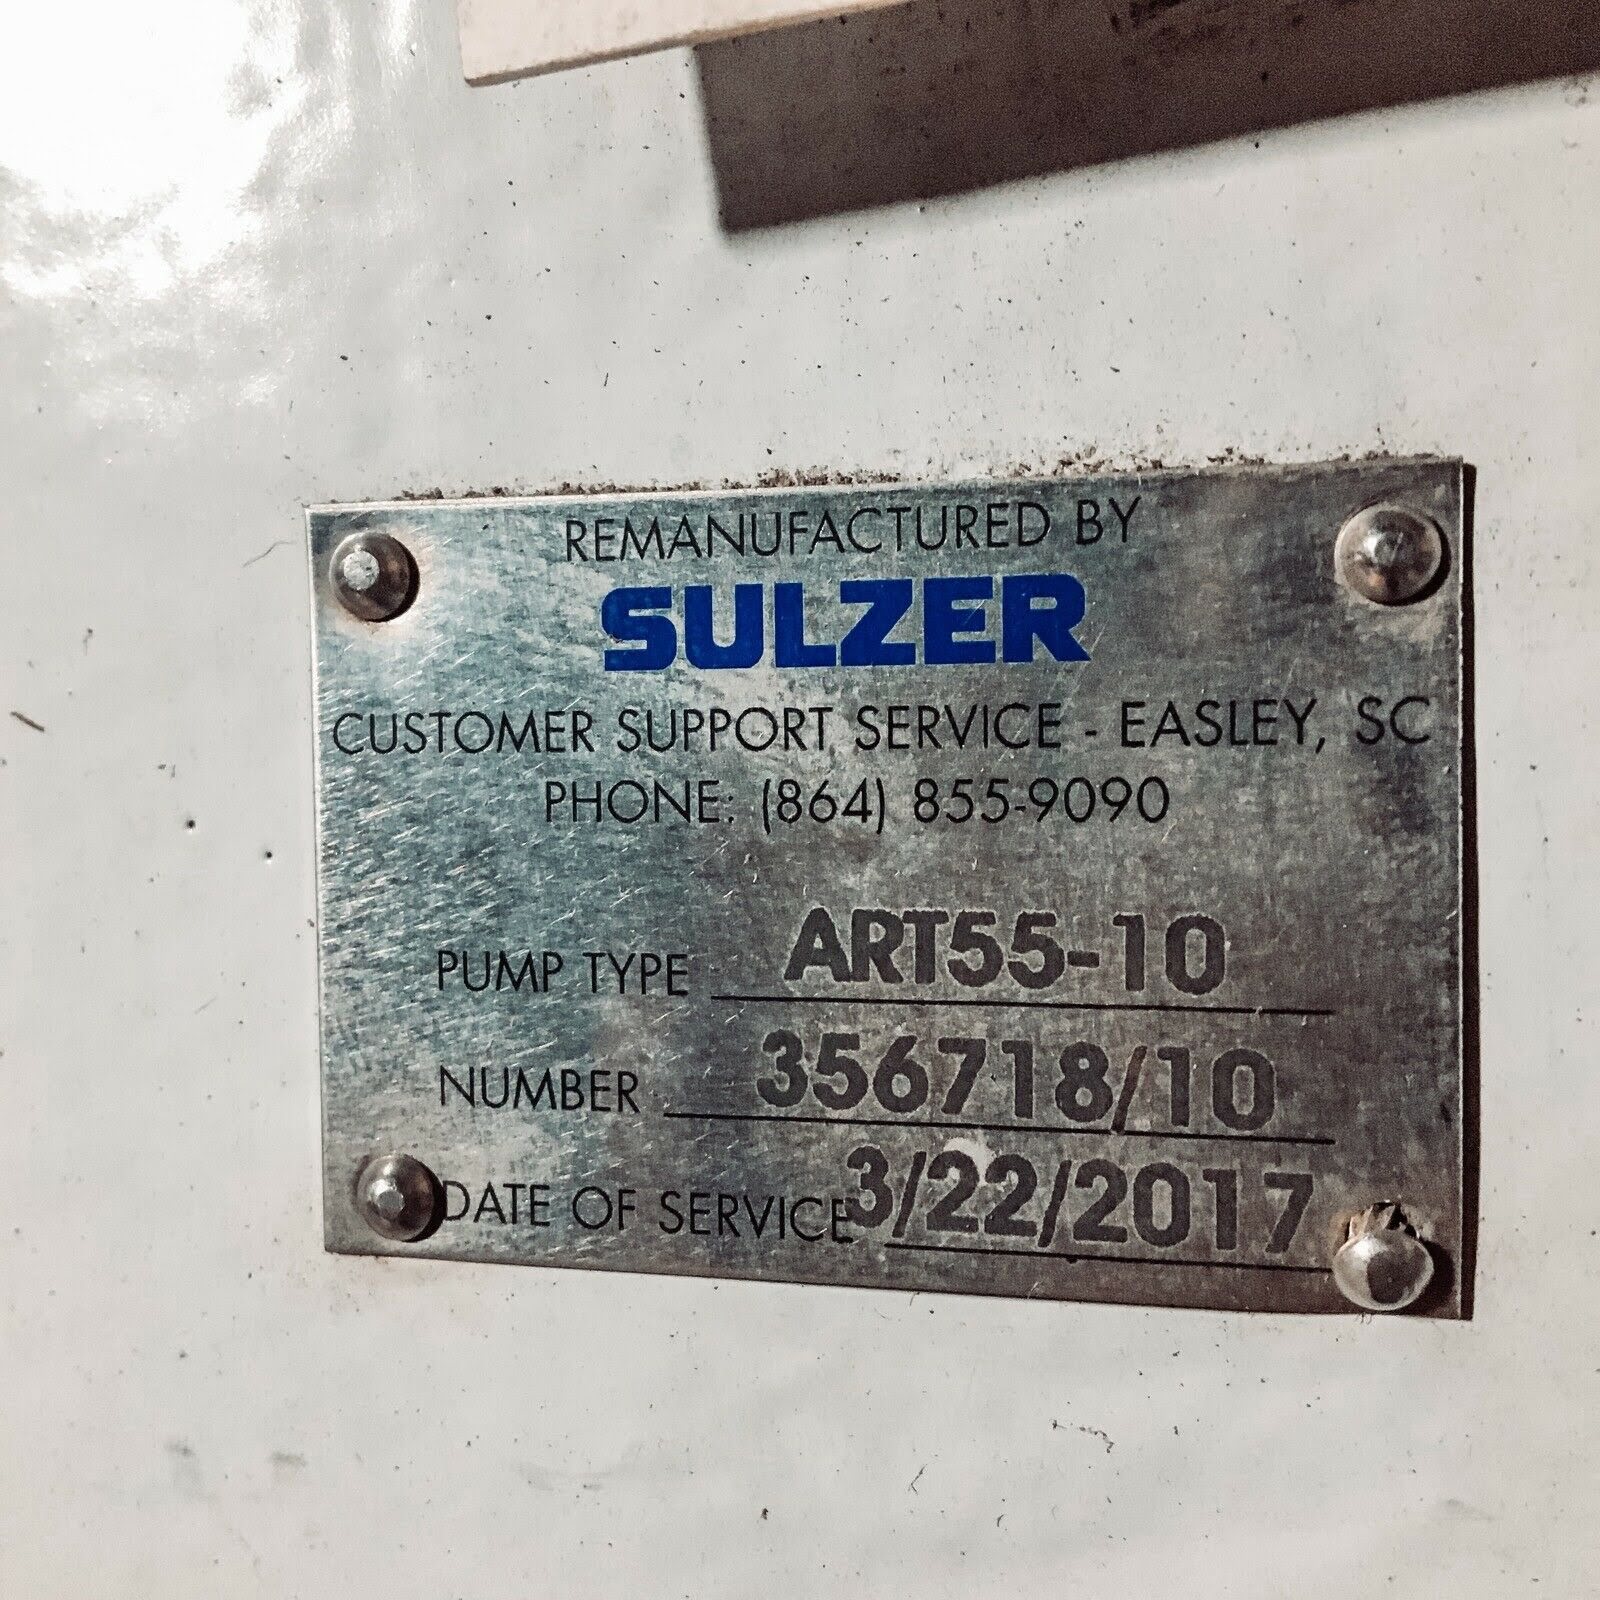 REMANUFACTURED BY
SULZER
CUSTOMER SUPPORT SERVICE - EASLEY, SC
PHONE: (864) 855-9090
PUMP TYPE ART55-10
NUMBER 356718/10
DATE OF SERVICE 3/22/2017